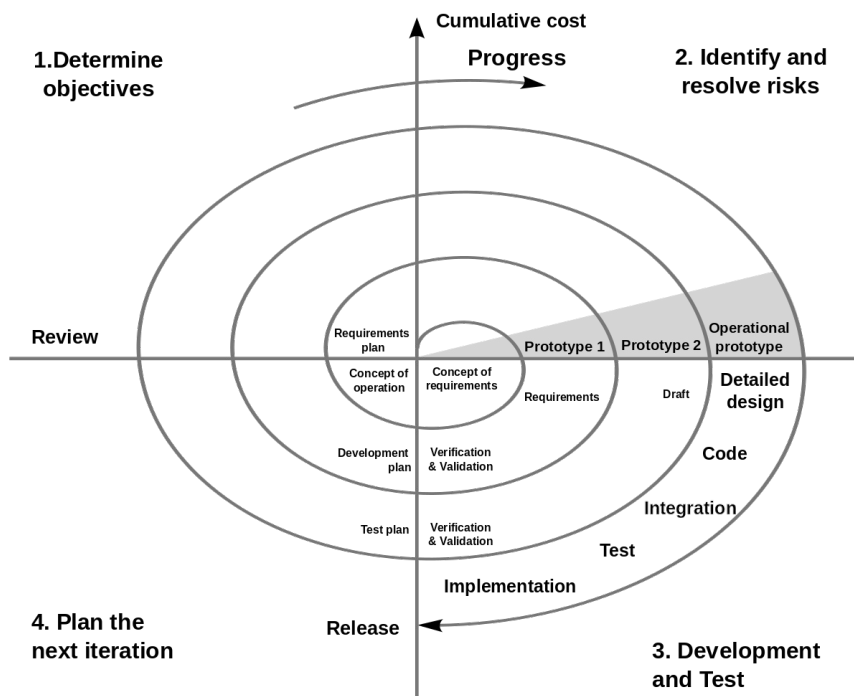 Cumulative cost
1.Determine
objectives
Progress
2. Identify and
resolve risks
Review
Requirements
plan
Prototype 1
Prototype 2
Operational
prototype
Concept of
operation
Concept of
requirements
Requirements
Draft
Detailed
design
Development
plan
Verification
& Validation
Code
Integration
Test plan
Verification
& Validation
Test
Implementation
Release
4. Plan the
next iteration
3. Development
and Test